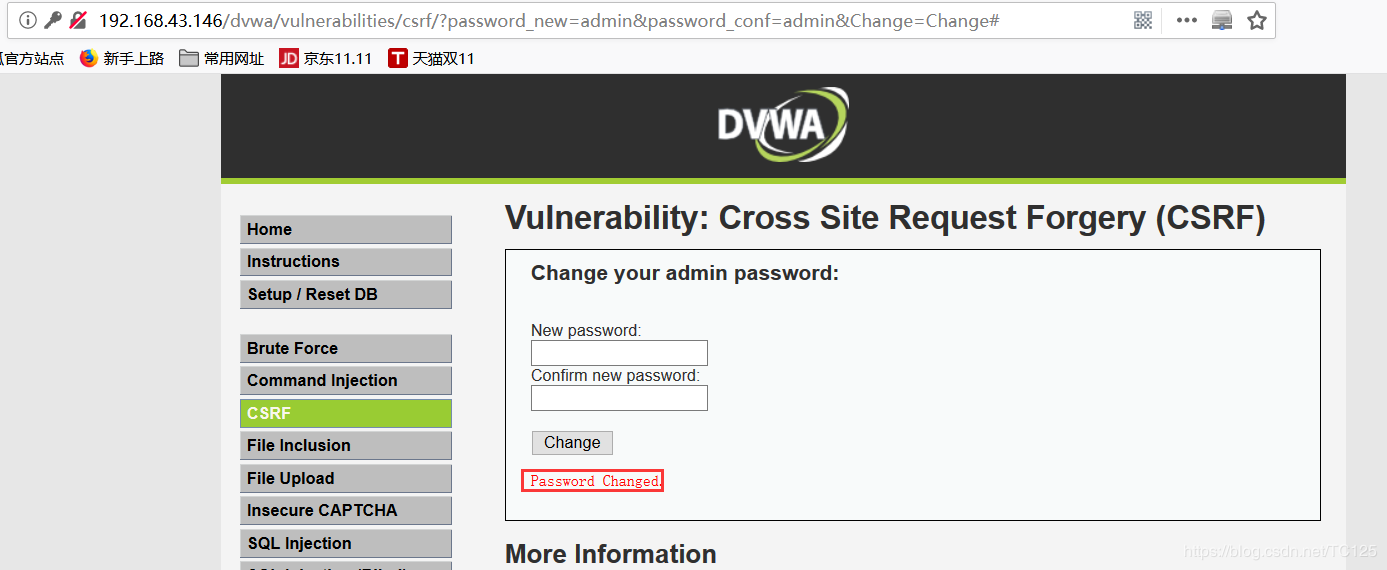 192.168.43.146/dvwa/vulnerabilities/csrf/?password_new=admin&password_conf=admin&Change=Change#
官方站点 新手上路 常用网址 JD 京东11.11 T 天猫双11
DVWA
Home
Instructions
Setup / Reset DB
Brute Force
Command Injection
CSRF
File Inclusion
File Upload
Insecure CAPTCHA
SQL Injection
Vulnerability: Cross Site Request Forgery (CSRF)
Change your admin password:
New password:
Confirm new password:
Change
Password Changed.
More Information
https://blog.csdn.net/TC125